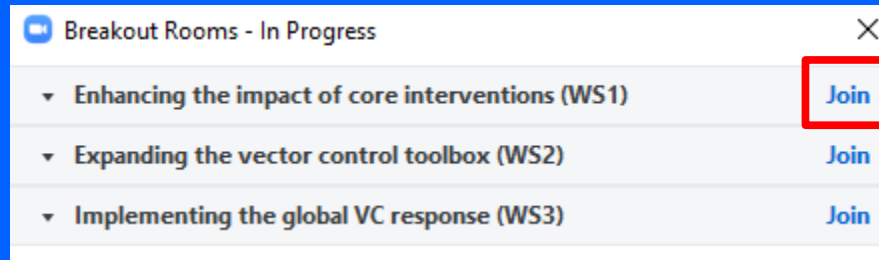 Breakout Rooms - In Progress
Enhancing the impact of core interventions (WS1) Join
Expanding the vector control toolbox (WS2) Join
Implementing the global VC response (WS3) Join